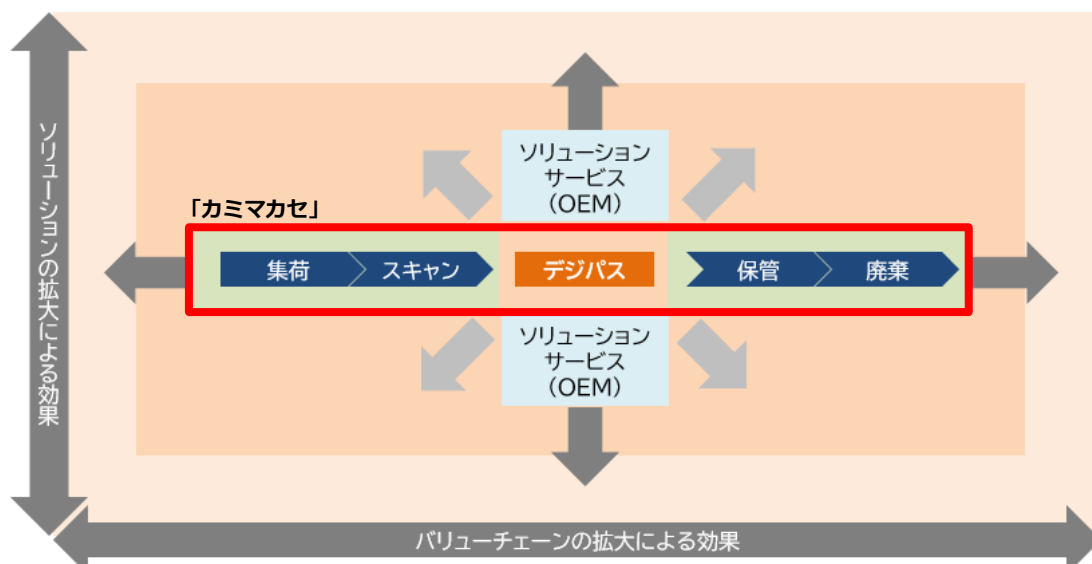 ソリューションの拡大による効果
ソリューション
サービス
（OEM）
「カミマカセ」
集荷
スキャン
デジパス
保管
廃棄
ソリューション
サービス
（OEM）
バリューチェーンの拡大による効果